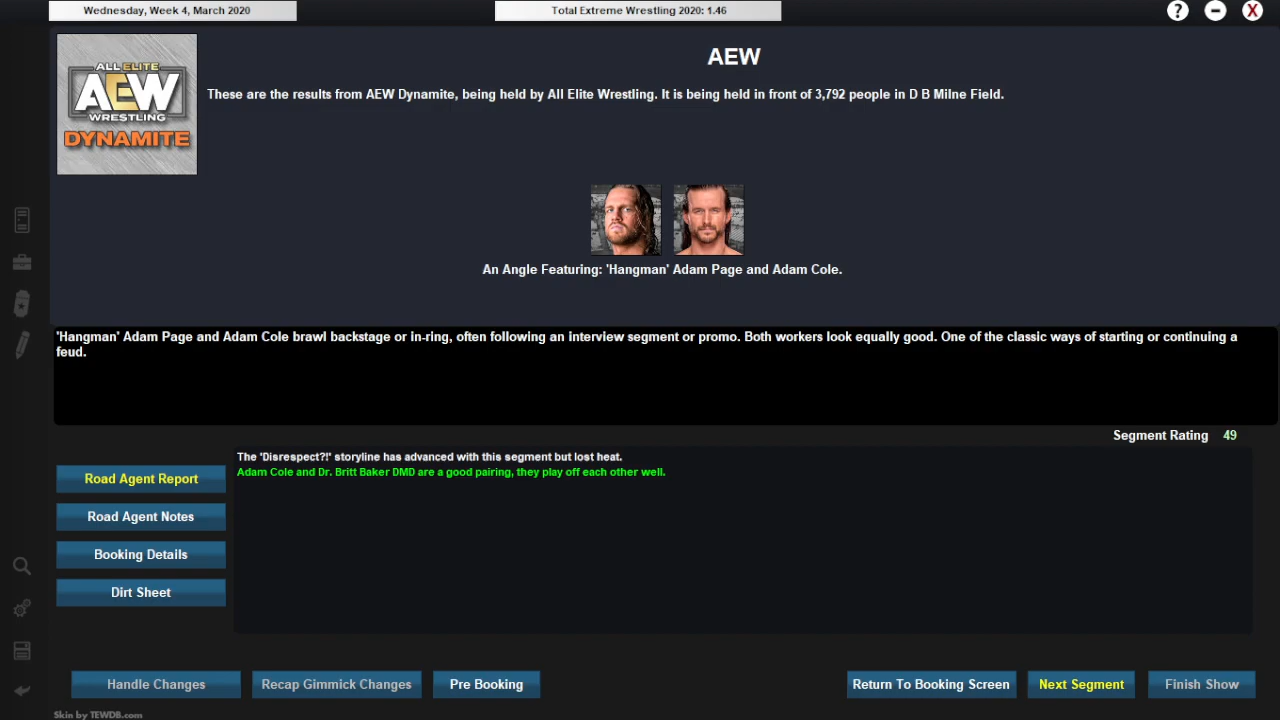 Wednesday, Week 4, March 2020
Total Extreme Wrestling 2020: 1.46
?
X
ALL ELITE
AEW
WRESTLING
DYNAMITE
AEW
These are the results from AEW Dynamite, being held by All Elite Wrestling. It is being held in front of 3,792 people in D B Milne Field.
An Angle Featuring: 'Hangman' Adam Page and Adam Cole.
'Hangman' Adam Page and Adam Cole brawl backstage or in-ring, often following an interview segment or promo. Both workers look equally good. One of the classic ways of starting or continuing a
feud.
Segment Rating 49
The 'Disrespect?!' storyline has advanced with this segment but lost heat.
Adam Cole and Dr. Britt Baker DMD are a good pairing, they play off each other well.
Road Agent Report
Road Agent Notes
Booking Details
Dirt Sheet
Handle Changes
Recap Gimmick Changes
Pre Booking
Return To Booking Screen
Next Segment
Finish Show
Skin by TEWDB.com